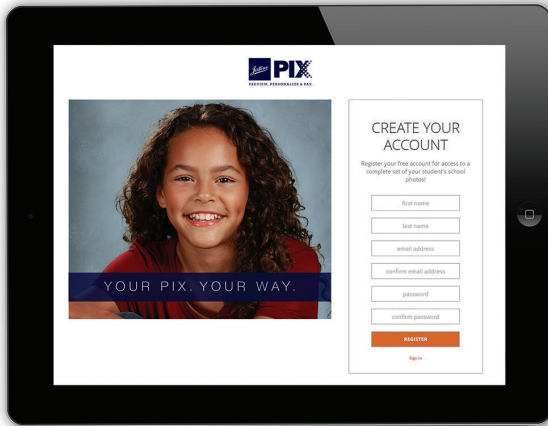 Jostens PIX
PREVIEW, PERSONALIZE & PAY.
YOUR PIX. YOUR WAY.
CREATE YOUR
ACCOUNT
Register your free account for access to a
complete set of your student's school
photos!
first name
last name
email address
confirm email address
password
confirm password
REGISTER
Sign In